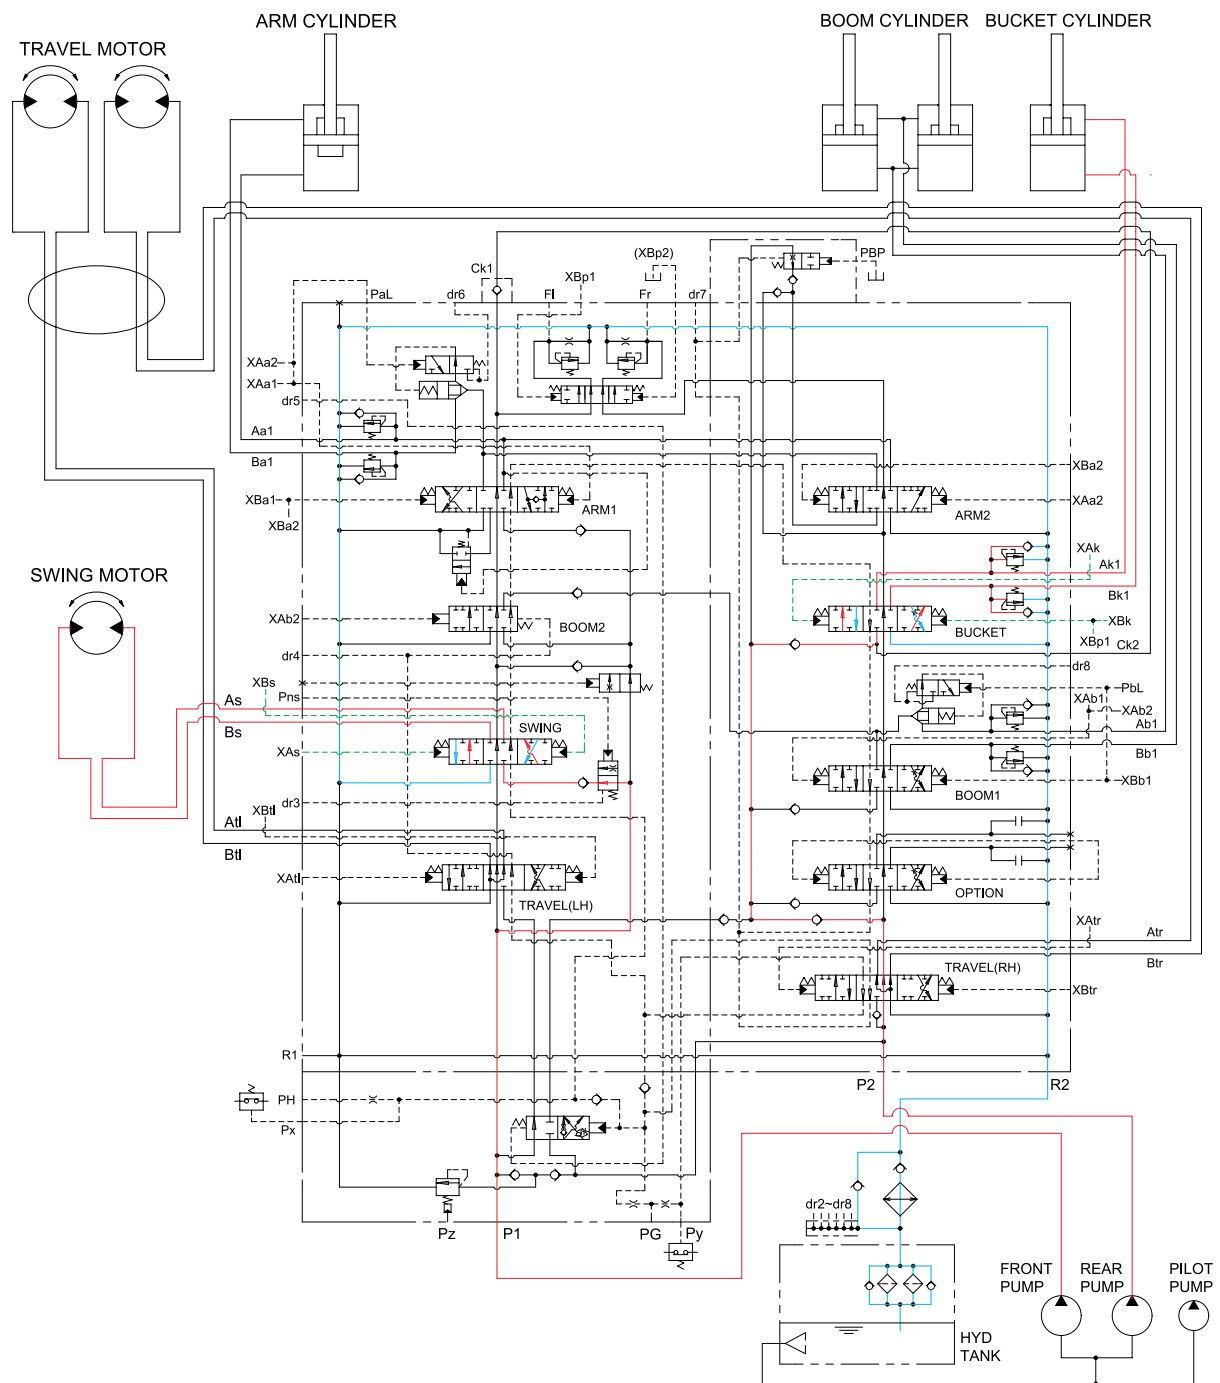 ARM CYLINDER
BOOM CYLINDER
BUCKET CYLINDER
TRAVEL MOTOR
(XBp2)
PBP
Ck1
XBp1
PaL
dr6
Fl
Fr
dr7
XAa2
XAa1
dr5
Aa1
Ba1
XBa2
XBa1
ARM1
XAa2
XBa2
ARM2
XAk
SWING MOTOR
Ak1
Bk1
XAb2
BOOM2
BUCKET
XBk
XBp1
Ck2
dr4
dr8
XBs
Pns
PbL
As
XAb1
XAb2
Bs
SWING
Ab1
XAs
Bb1
XBb1
dr3
BOOM1
XBtl
Atl
Btl
XAtl
TRAVEL(LH)
OPTION
XAtr
Atr
TRAVEL(RH)
Btr
XBtr
R1
P2
R2
PH
Px
dr2~dr8
Pz
P1
PG
Py
FRONT
PUMP
REAR
PUMP
PILOT
PUMP
HYD
TANK